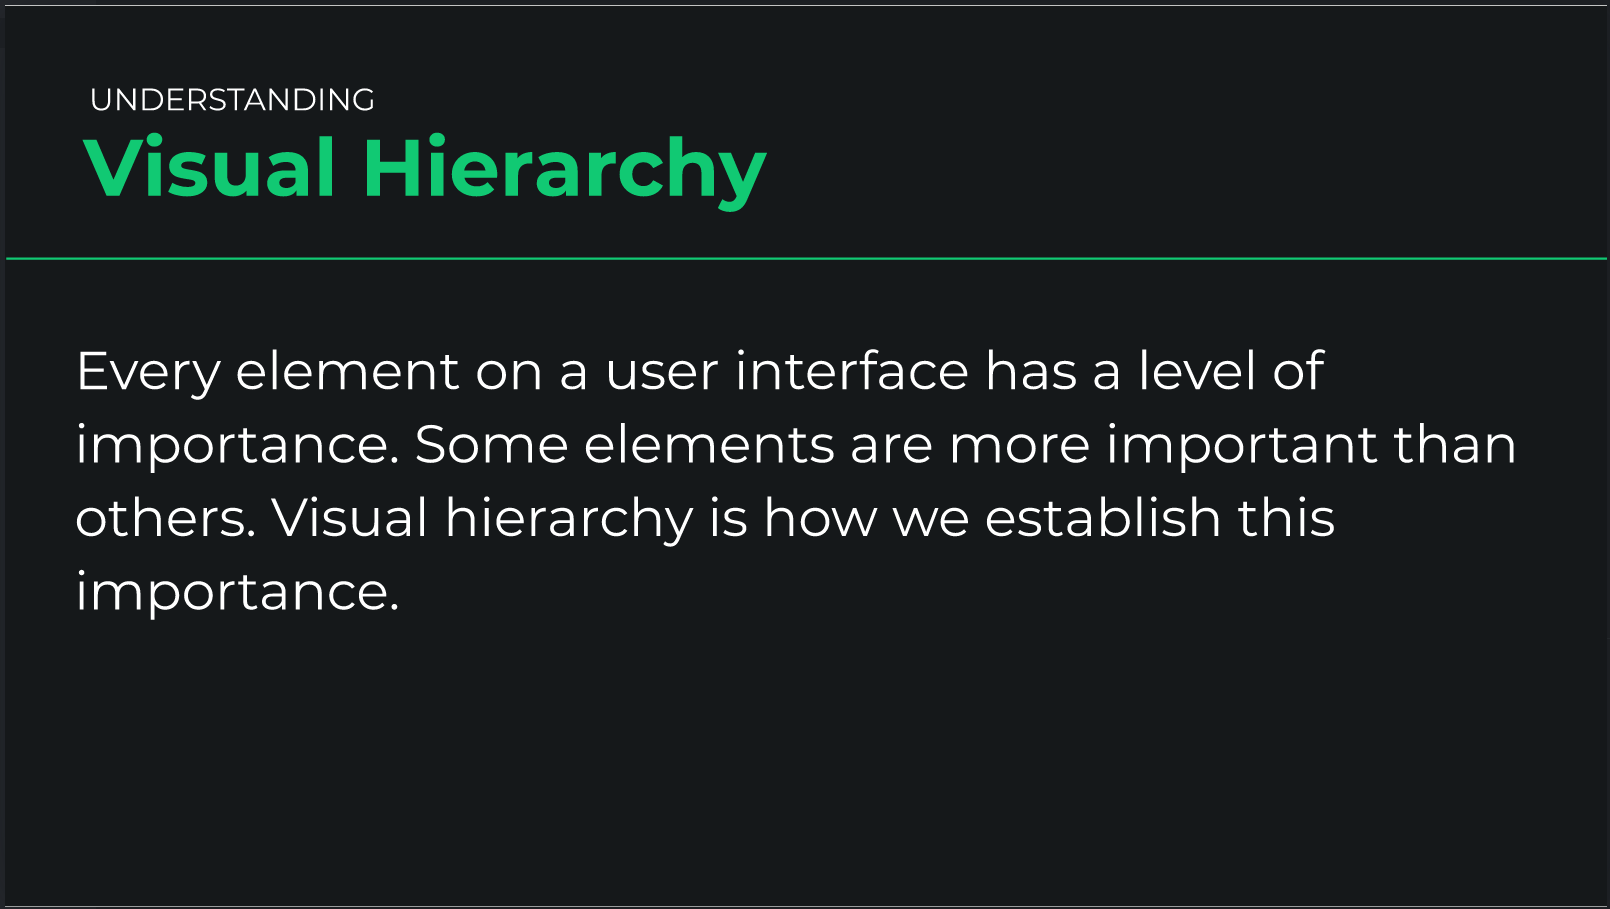 UNDERSTANDING
Visual Hierarchy
Every element on a user interface has a level of
importance. Some elements are more important than
others. Visual hierarchy is how we establish this
importance.